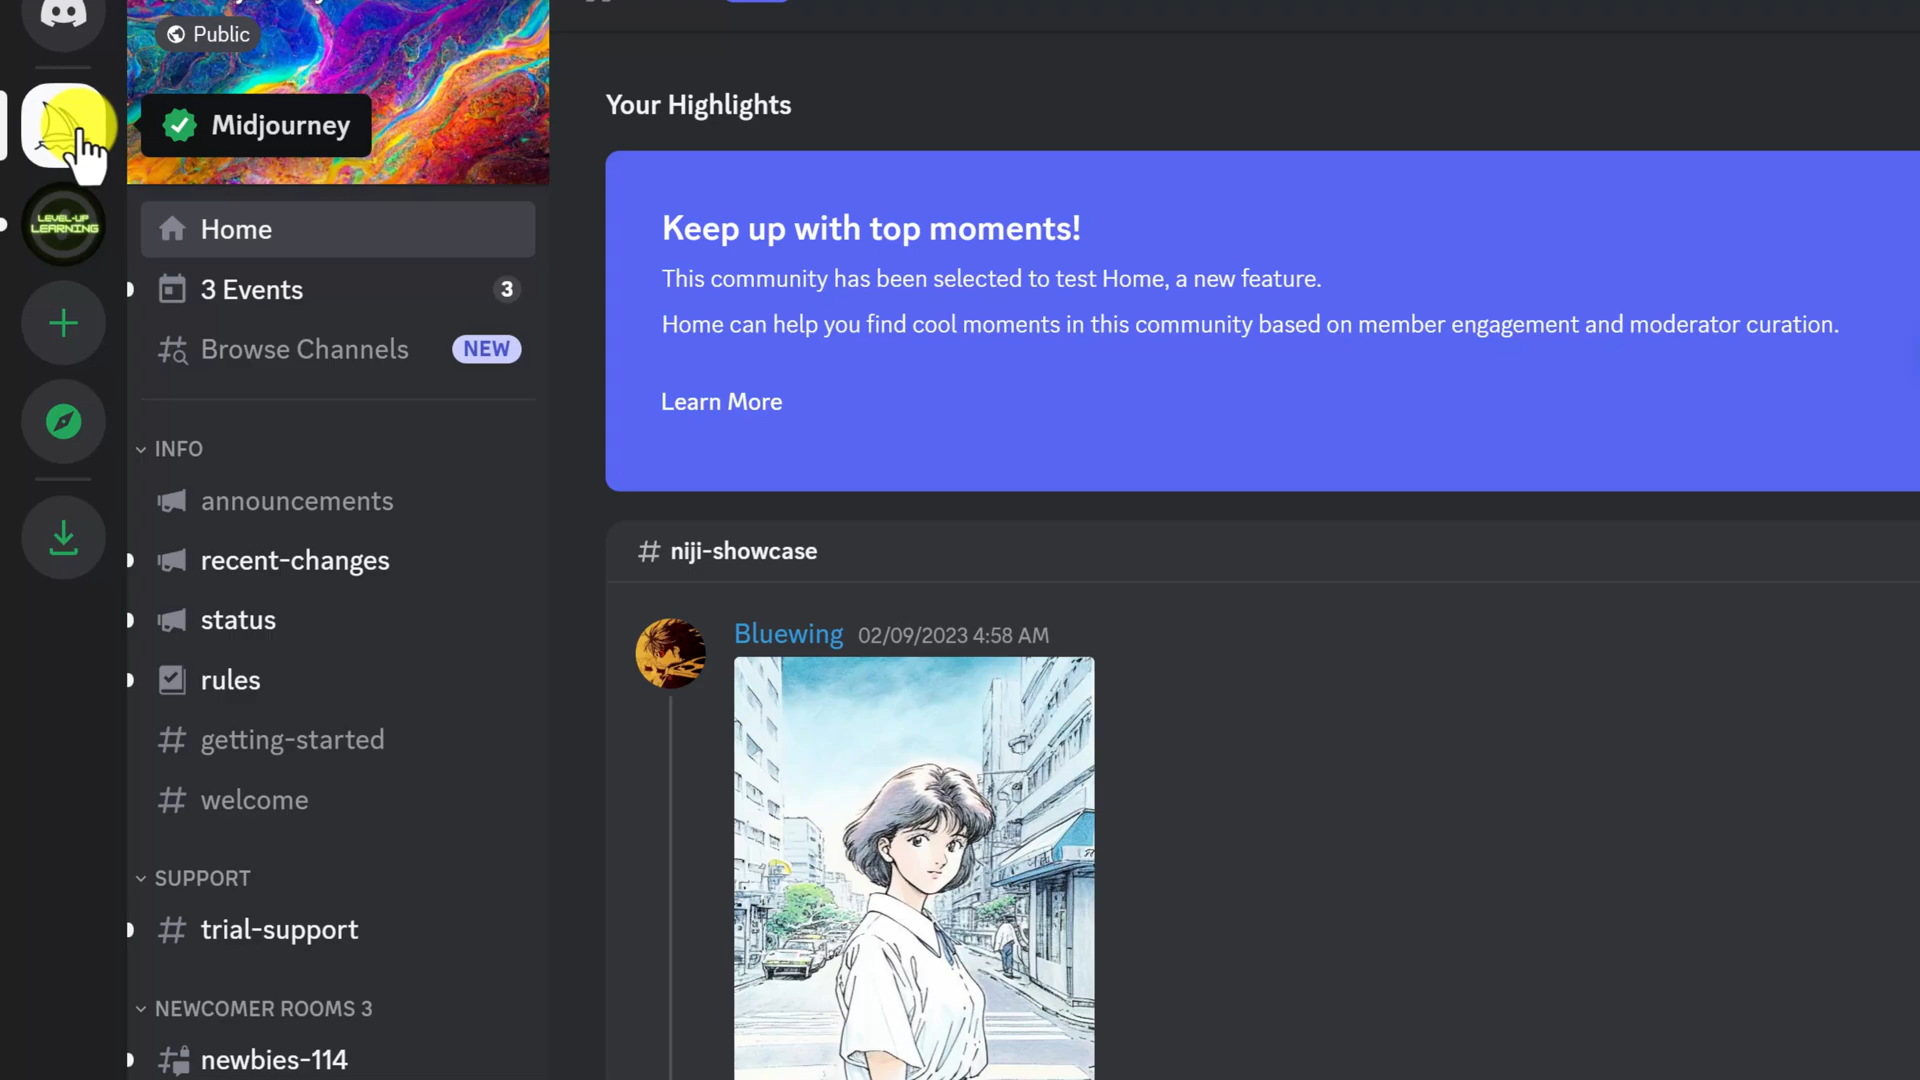 Public
Midjourney
LEVEL-UP
LEARNING
Home
3 Events
3
Browse Channels
NEW
INFO
announcements
recent-changes
status
rules
getting-started
welcome
SUPPORT
trial-support
NEWCOMER ROOMS 3
newbies-114
Your Highlights
Keep up with top moments!
This community has been selected to test Home, a new feature.
Home can help you find cool moments in this community based on member engagement and moderator curation.
Learn More
niji-showcase
Bluewing 02/09/2023 4:58 AM